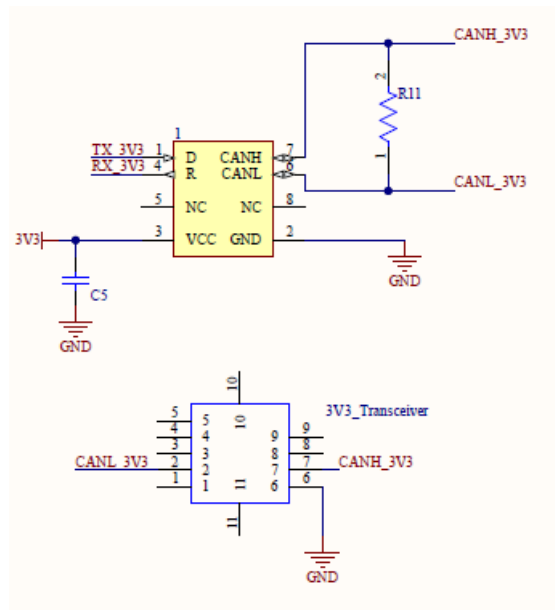 CANH_3V3
2
R11
1
1
TX_3V3 1 D CANH 7
RX_3V3 4 R CANL 6
CANL_3V3
5 NC NC 8
3V3 3 VCC GND 2
GND
C5
GND
10
10
3V3_Transceiver
5 5
4 4 9 9
3 3 8 8
CANL_3V3 2 2 7 7 CANH_3V3
1 1 6 6
11
11
GND